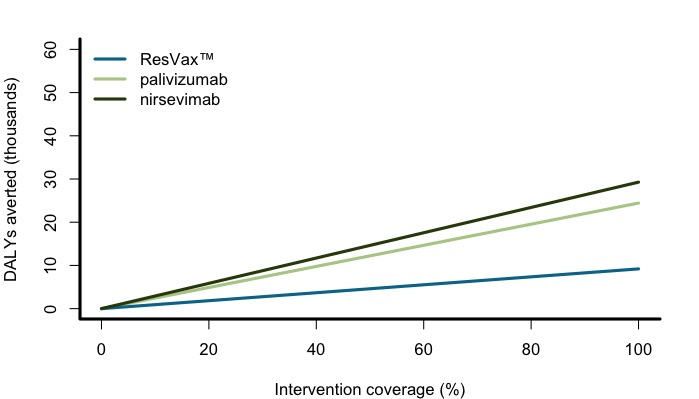 ResVax™
palivizumab
nirsevimab
DALYs averted (thousands)
60
50
40
30
20
10
0
0 20 40 60 80 100
Intervention coverage (%)